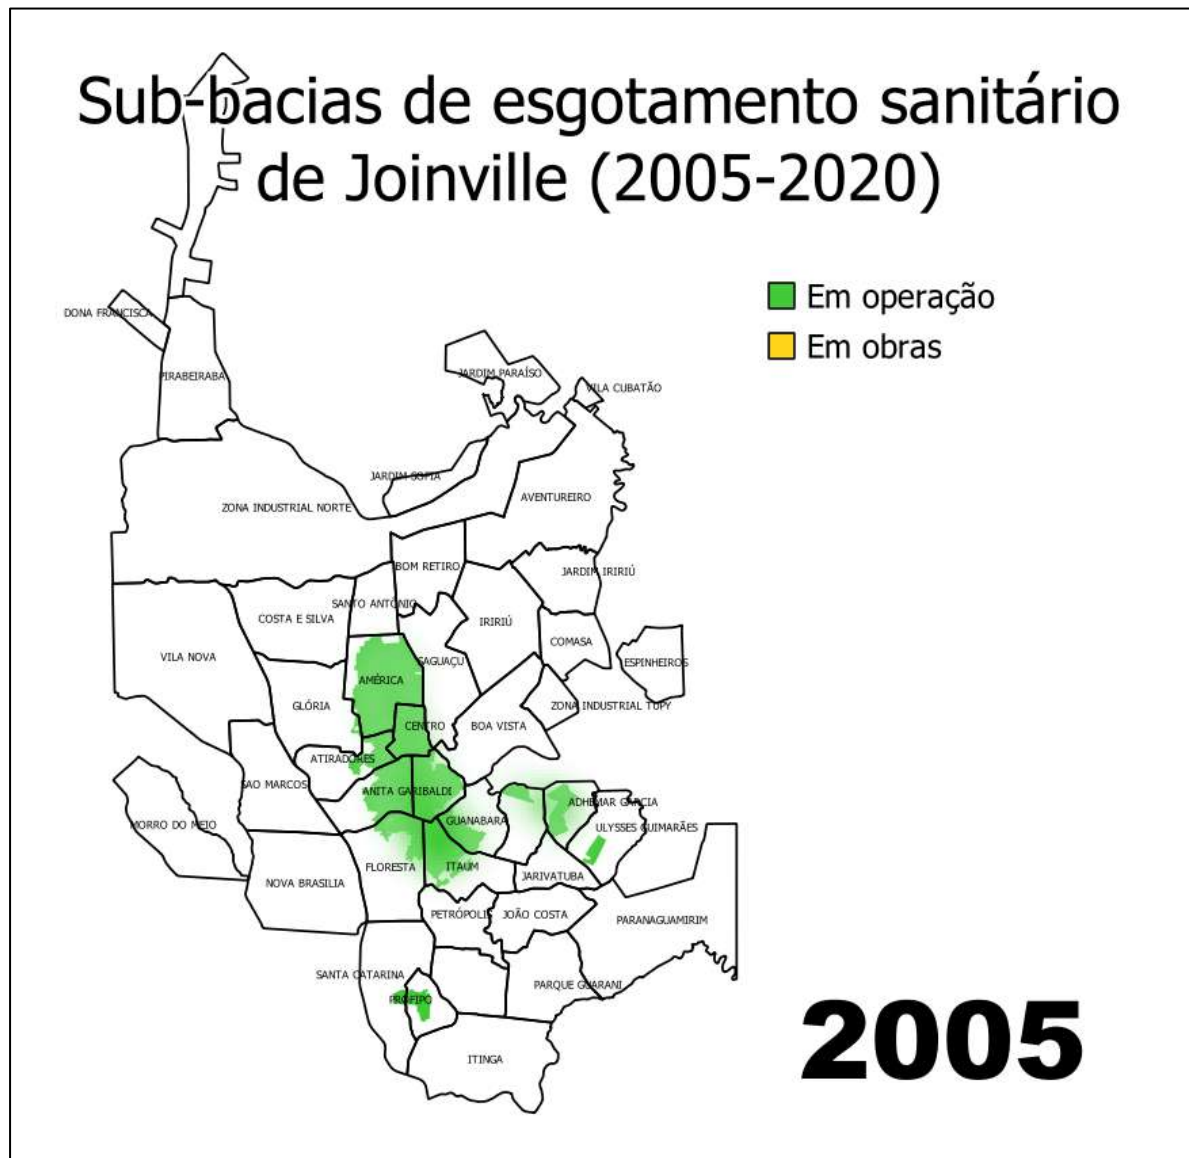 Sub-bacias de esgotamento sanitário
de Joinville (2005-2020)
Em operação
Em obras
DONA FRANCISCA
PIRABEIRABA
JARDIM PARAÍSO
VILA CUBATÃO
JARDIM SOFIA
AVENTUREIRO
ZONA INDUSTRIAL NORTE
BOM RETIRO
JARDIM IRIRIÚ
SANTO ANTÔNIO
COSTA E SILVA
IRIRIÚ
COMASA
VILA NOVA
SAGUAÇU
ESPINHEIROS
AMÉRICA
GLÓRIA
ZONA INDUSTRIAL TUPY
CENTRO
BOA VISTA
ATIRADORES
SAO MARCOS
ANITA GARIBALDI
ADHEMAR GARCIA
MORRO DO MEIO
GUANABARA
ULYSSES GUIMARÃES
FLORESTA
ITAUM
JARIVATUBA
NOVA BRASILIA
PETRÓPOLIS
JOÃO COSTA
PARANAGUAMIRIM
SANTA CATARINA
PARQUE GUARANI
PROFIPO
ITINGA
2005